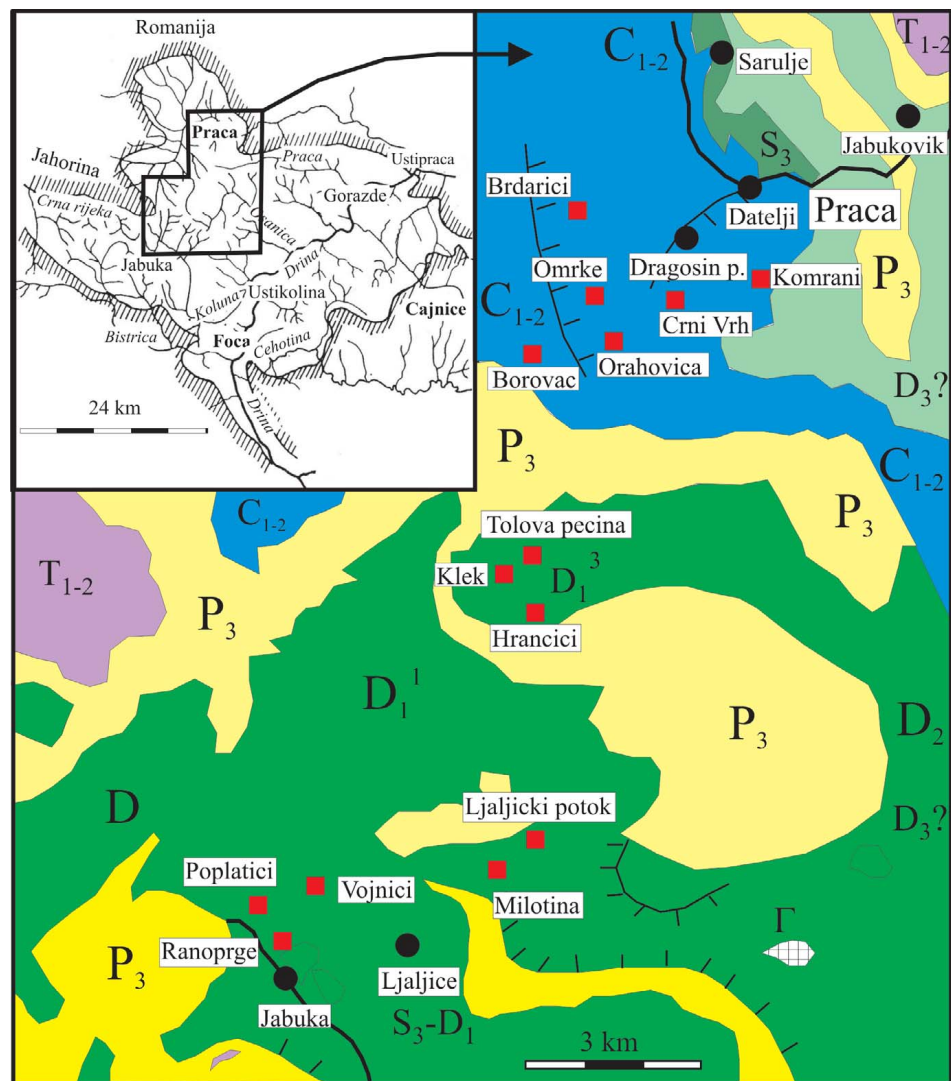 Romanija
Praca
Praca
Ustipraca
Jahorina
Gorazde
Crna rijeka
Jabuka
Drina
Koluna
Ustikolina
Bistrica
Foca
Cehotina
Cajnice
Drina
24 km
C1-2
Sarulje
T1-2
Jabukovik
S3
Brdarici
Datelji
Praca
Dragosin p.
Komrani
P3
Omrke
C1-2
Crni Vrh
Orahovica
Borovac
D3?
P3
C1-2
P3
C1-2
Tolova pecina
Klek
D1 3
T1-2
P3
Hrancici
D1 1
P3
D2
D
Ljaljicki potok
D3?
Poplatici
Vojnici
Milotina
Γ
P3
Ranoprge
Ljaljice
Jabuka
S3-D1
3 km